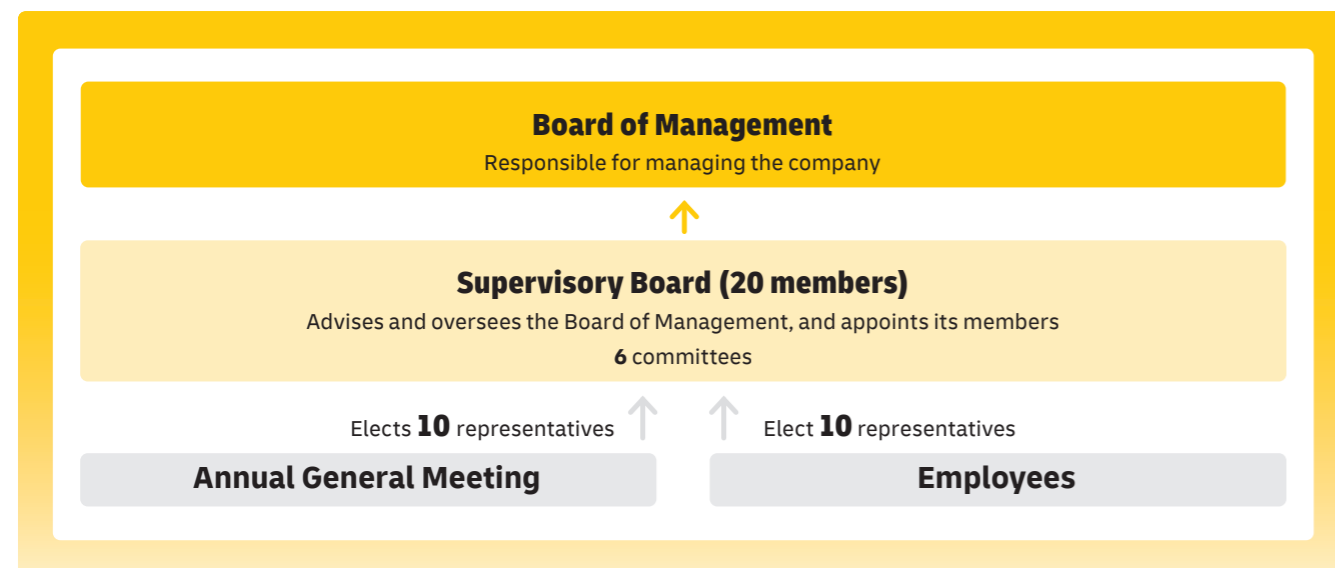 Board of Management
Responsible for managing the company
Supervisory Board (20 members)
Advises and oversees the Board of Management, and appoints its members
6 committees
Elects 10 representatives
Elect 10 representatives
Annual General Meeting
Employees